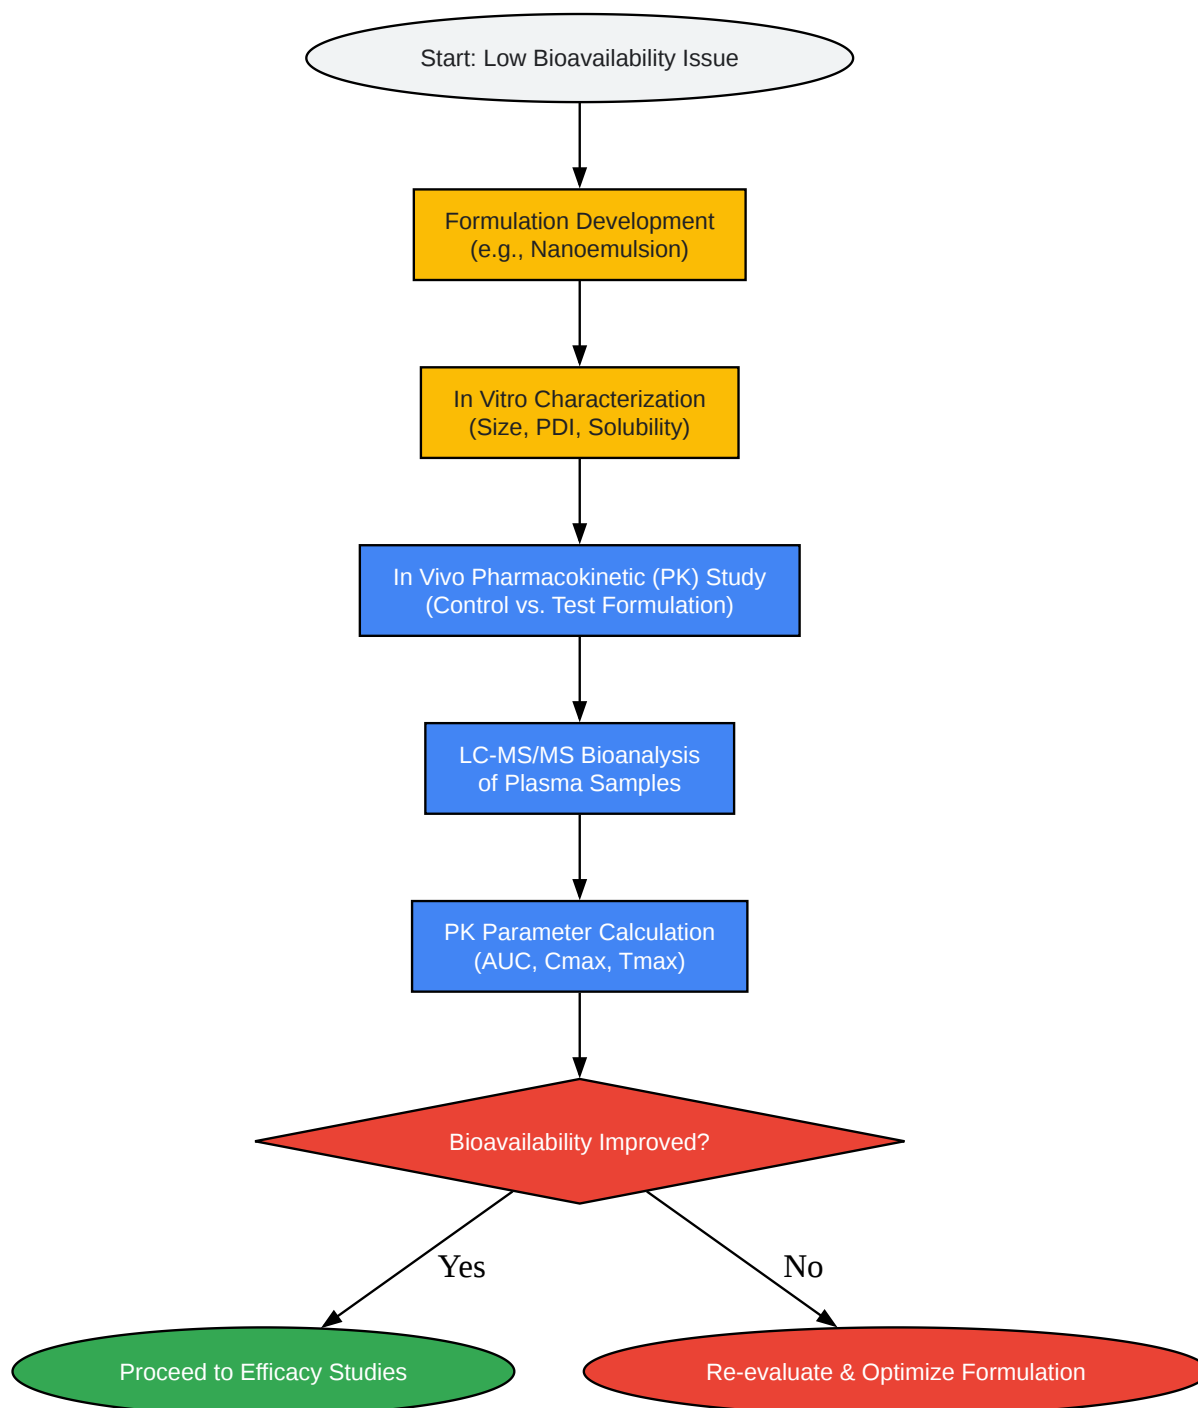 Start: Low Bioavailability Issue
Formulation Development
(e.g., Nanoemulsion)
In Vitro Characterization
(Size, PDI, Solubility)
In Vivo Pharmacokinetic (PK) Study
(Control vs. Test Formulation)
LC-MS/MS Bioanalysis
of Plasma Samples
PK Parameter Calculation
(AUC, Cmax, Tmax)
Bioavailability Improved?
Yes
No
Proceed to Efficacy Studies
Re-evaluate & Optimize Formulation